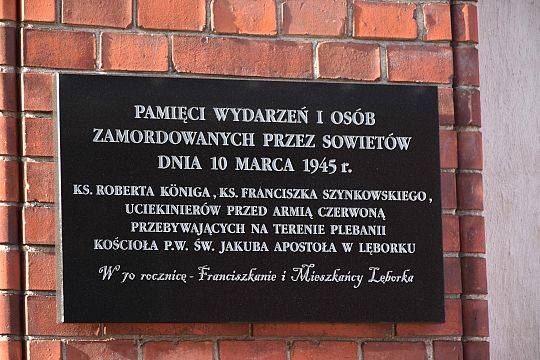 PAMIĘCI WYDARZEŃ I OSÓB
ZAMORDOWANYCH PRZEZ SOWIETÓW
DNIA 10 MARCA 1945 r.
KS. ROBERTA KÖNIGA, KS. FRANCISZKA SZYNKOWSKIEGO,
UCIEKINIERÓW PRZED ARMIĄ CZERWONĄ
PRZEBYWAJĄCYCH NA TERENIE PLEBANII
KOŚCIOŁA P.W. ŚW. JAKUBA APOSTOŁA W LĘBORKU
W 70 rocznicę - Franciszkanie i Mieszkańcy Lęborka